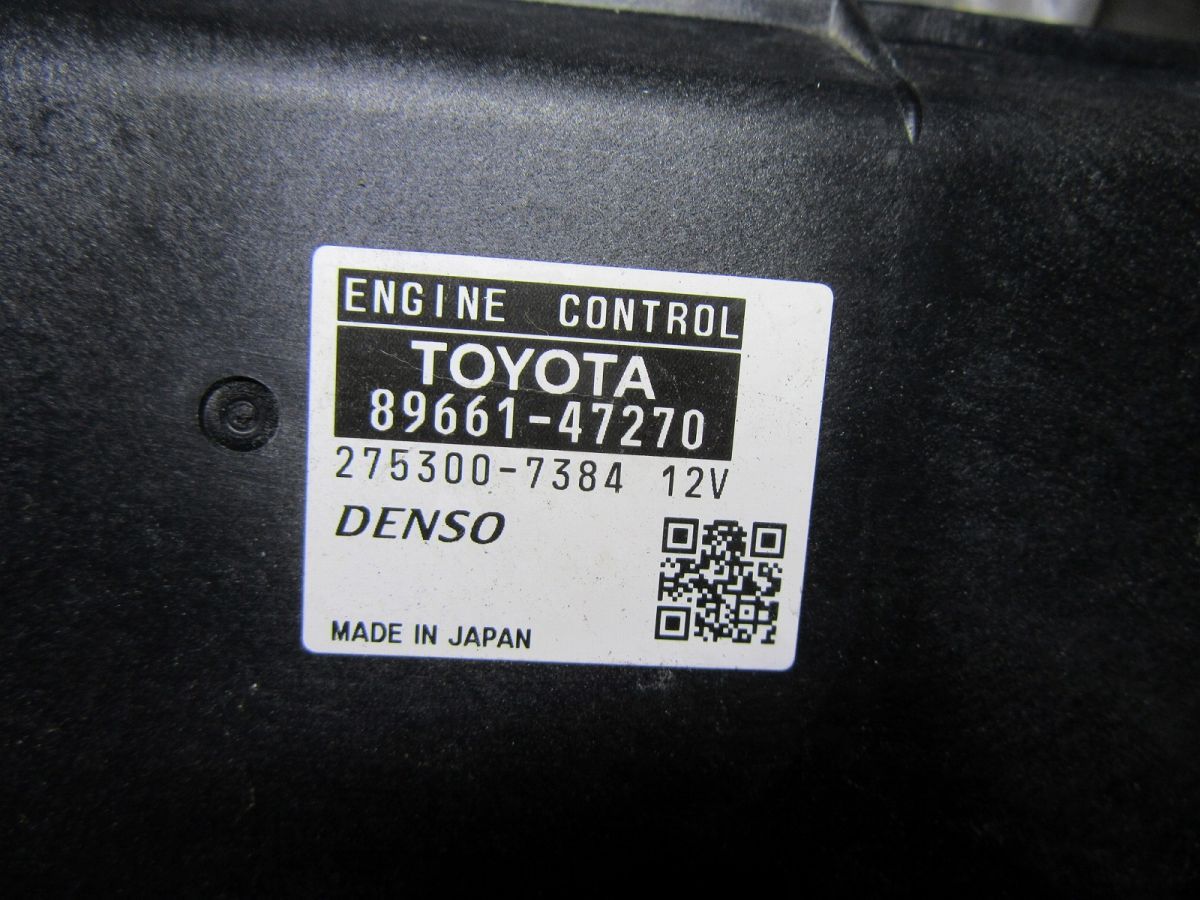 ENGINE CONTROL
TOYOTA
89661-47270
275300-7384 12V
DENSO
MADE IN JAPAN